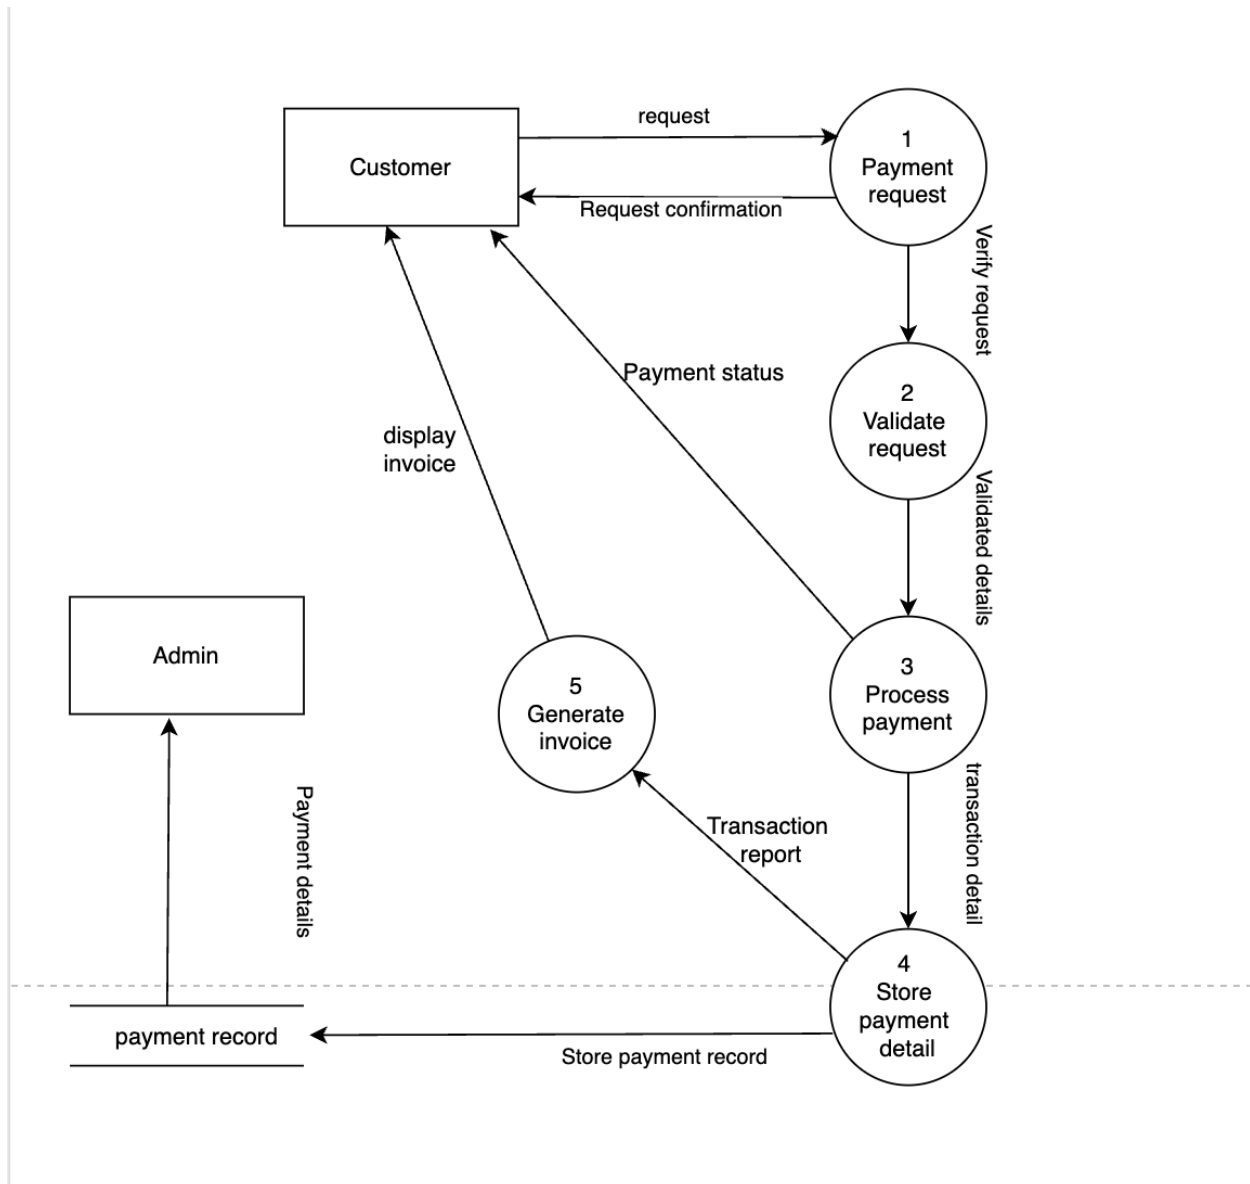 request
1
Payment
request
Customer
Request confirmation
Verify request
Payment status
2
Validate
request
display
invoice
Validated details
Admin
5
Generate
invoice
3
Process
payment
transaction detail
Payment details
Transaction
report
4
Store
payment
detail
payment record
Store payment record